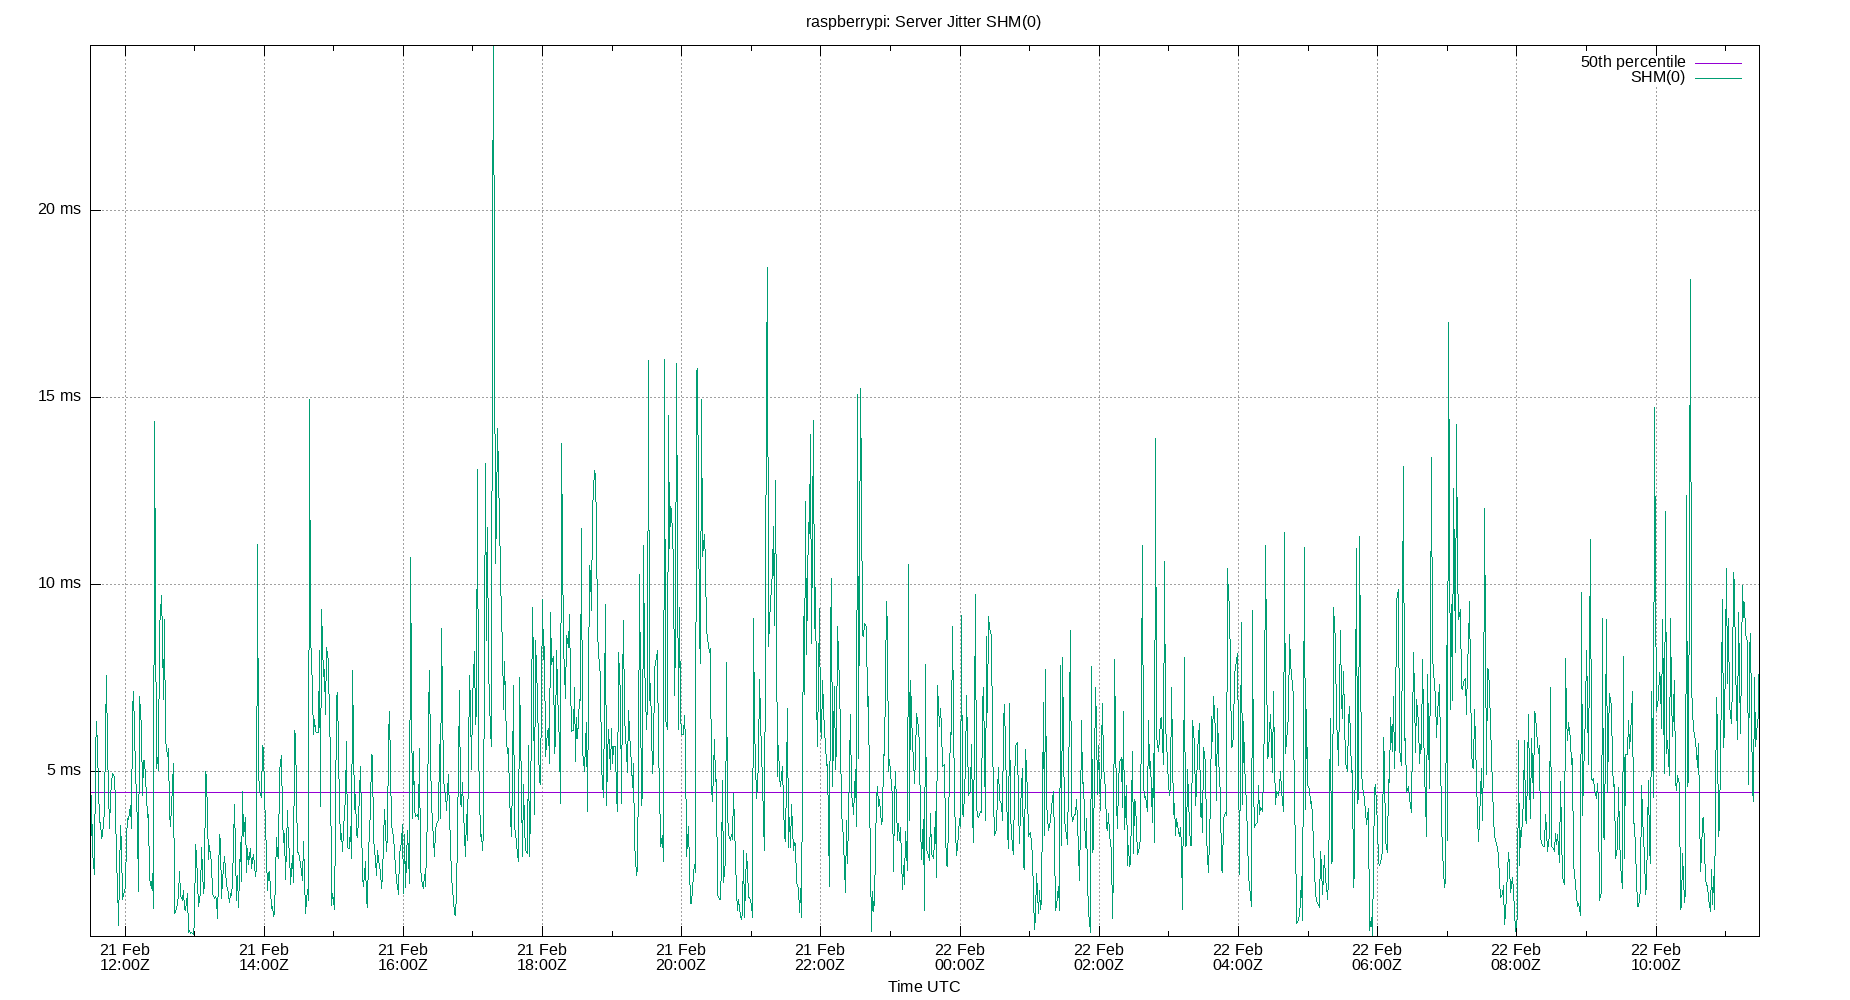 raspberrypi: Server Jitter SHM(0)
50th percentile
SHM(0)
20 ms
15 ms
10 ms
5 ms
21 Feb 21 Feb 21 Feb 21 Feb 21 Feb 21 Feb 22 Feb 22 Feb 22 Feb 22 Feb 22 Feb 22 Feb
12:00Z 14:00Z 16:00Z 18:00Z 20:00Z 22:00Z 00:00Z 02:00Z 04:00Z 06:00Z 08:00Z 10:00Z
Time UTC